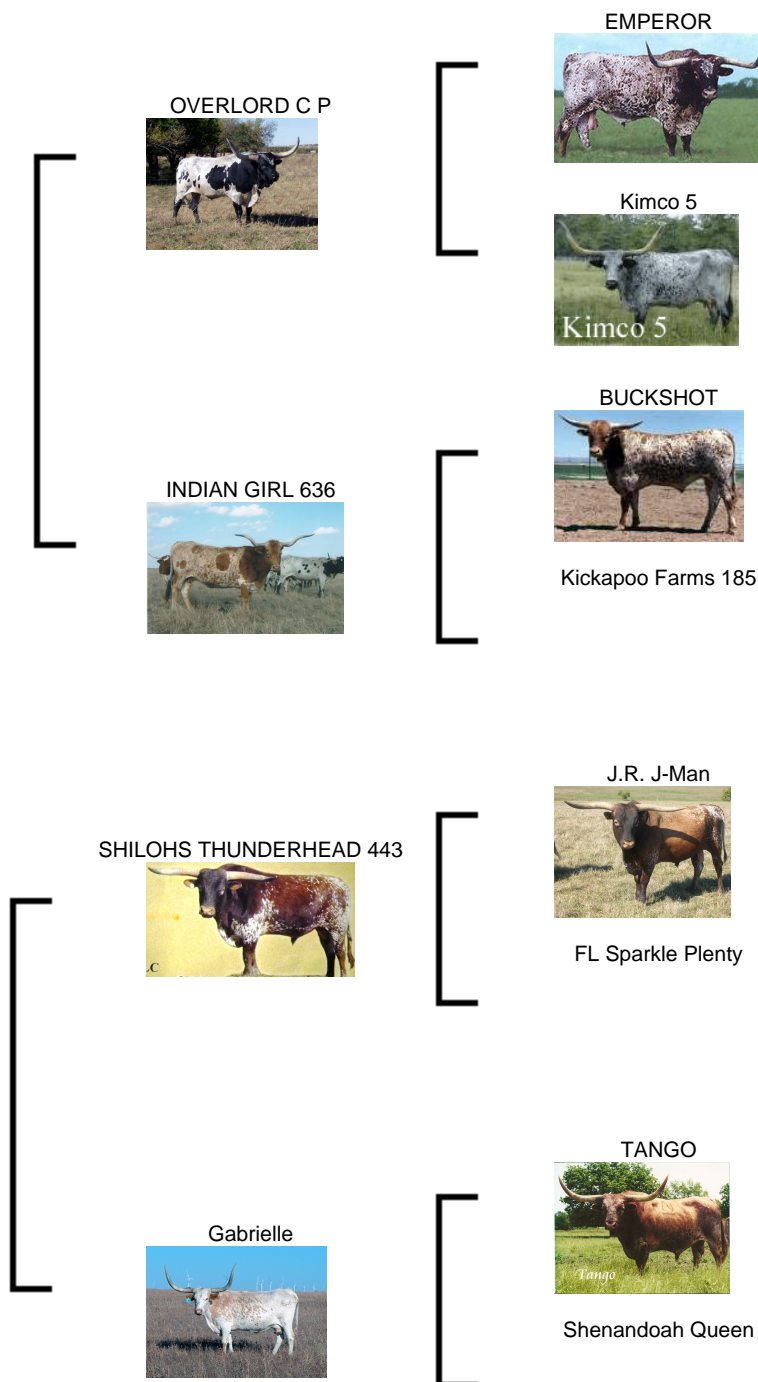 EMPEROR
OVERLORD C P
Kimco 5
Kimco 5
BUCKSHOT
INDIAN GIRL 636
Kickapoo Farms 185
J.R. J-Man
SHILOHS THUNDERHEAD 443
LC
FL Sparkle Plenty
TANGO
Tango
Gabrielle
Shenandoah Queen